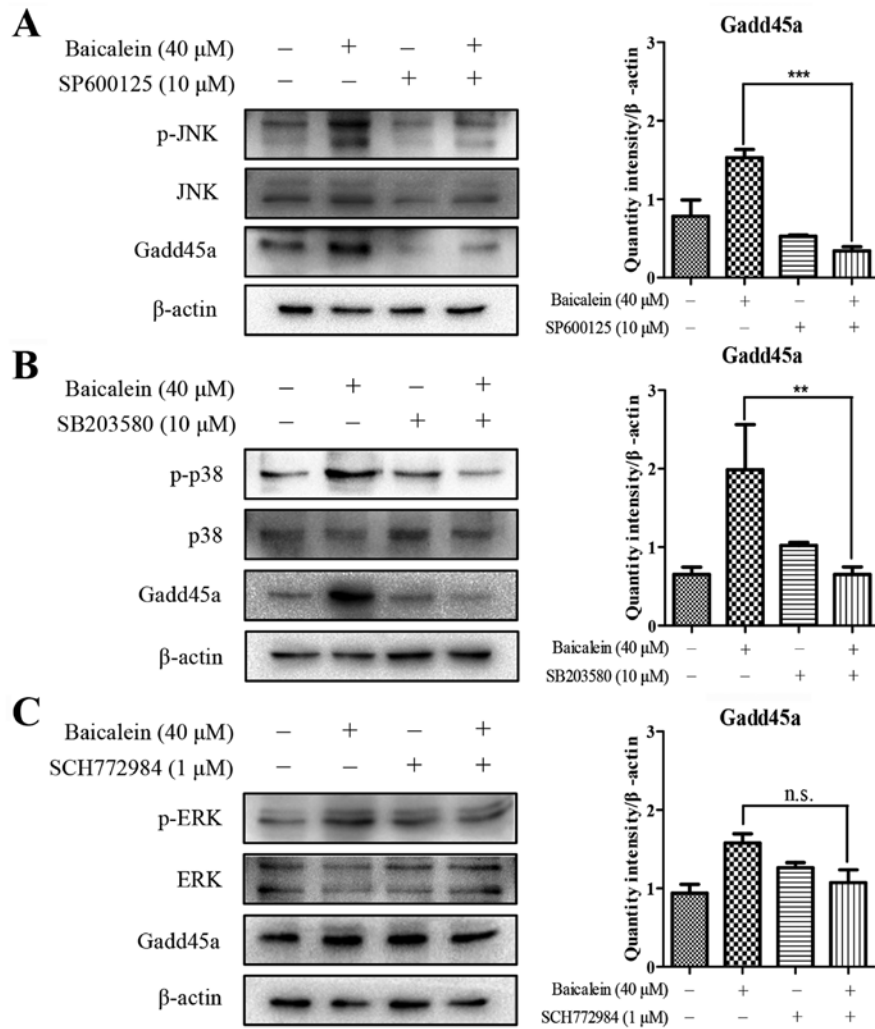 A
Baicalein (40 μM) – + – +
SP600125 (10 μM) – – + +
p-JNK
JNK
Gadd45a
β-actin
Gadd45a
Quantity intensity/β -actin
3
2
1
0
***
Baicalein (40 μM) – + – +
SP600125 (10 μM) – – + +
B
Baicalein (40 μM) – + – +
SB203580 (10 μM) – – + +
p-p38
p38
Gadd45a
β-actin
Gadd45a
Quantity intensity/β -actin
3
2
1
0
**
Baicalein (40 μM) – + – +
SB203580 (10 μM) – – + +
C
Baicalein (40 μM) – + – +
SCH772984 (1 μM) – – + +
p-ERK
ERK
Gadd45a
β-actin
Gadd45a
Quantity intensity/β -actin
3
2
1
0
n.s.
Baicalein (40 μM) – + – +
SCH772984 (1 μM) – – + +